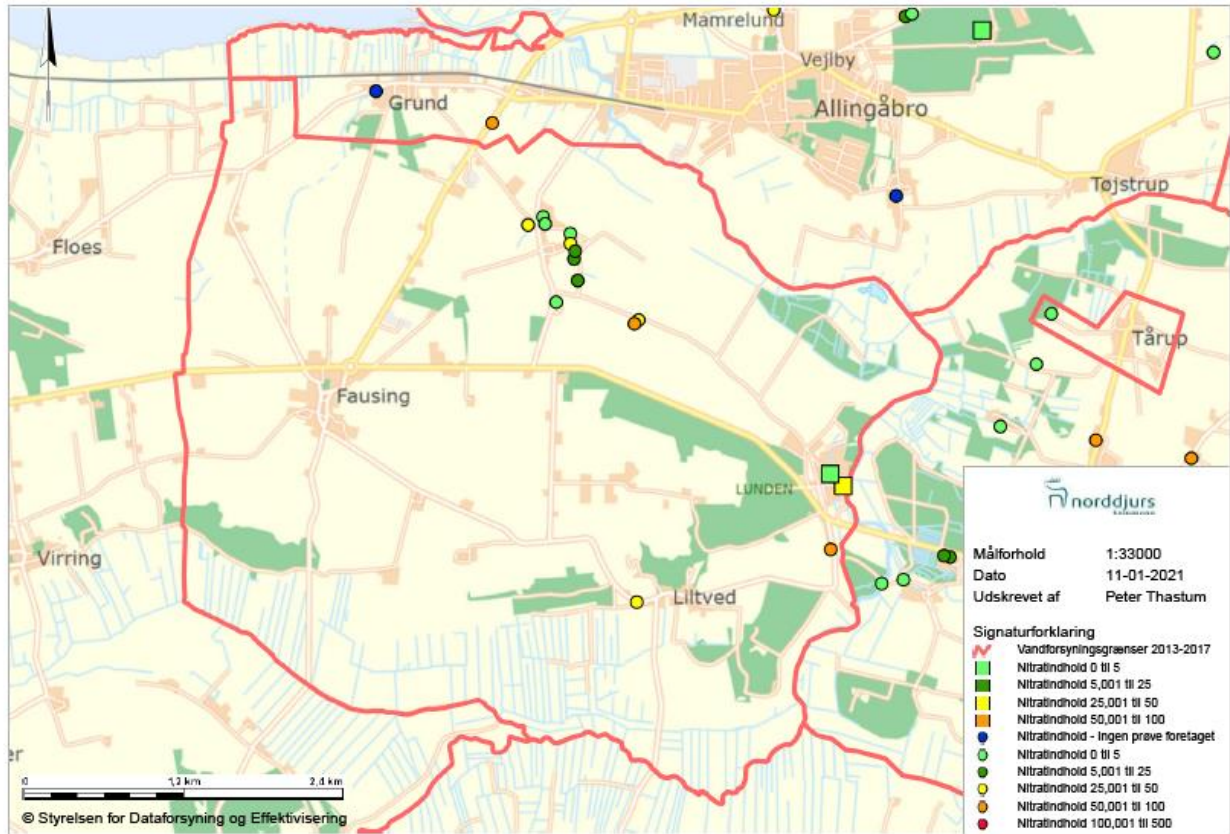 Mamrelund
Vejlby
Allingåbro
Grund
Tøjstrup
Floes
Tårup
Fausing
LUNDEN
Virring
Liltved
er
norddjurs
kommune
Målforhold 1:33000
Dato 11-01-2021
Udskrevet af Peter Thastum
Signaturforklaring
Vandforsyningsgrænser 2013-2017
Nitratindhold 0 til 5
Nitratindhold 5,001 til 25
Nitratindhold 25,001 til 50
Nitratindhold 50,001 til 100
Nitratindhold - Ingen prøve foretaget
Nitratindhold 0 til 5
Nitratindhold 5,001 til 25
Nitratindhold 25,001 til 50
Nitratindhold 50,001 til 100
Nitratindhold 100,001 til 500
0 1,2 km 2,4 km
© Styrelsen for Dataforsyning og Effektivisering